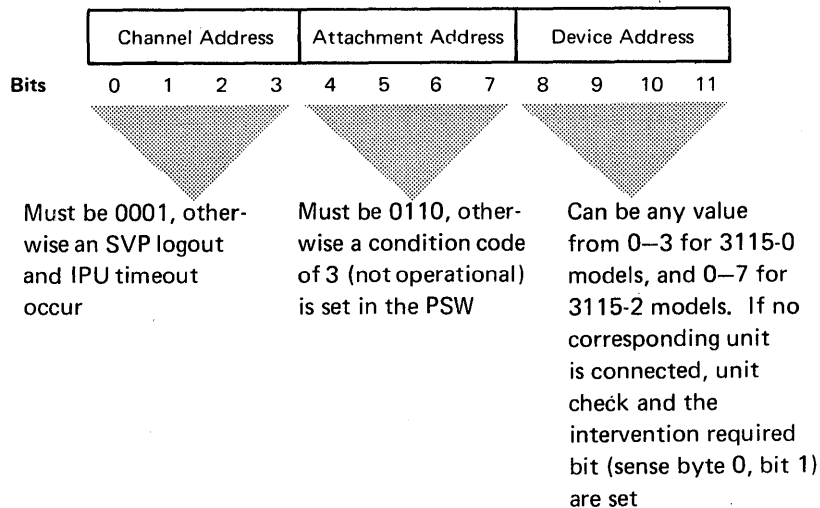 Channel Address Attachment Address Device Address
Bits 0 1 2 3 4 5 6 7 8 9 10 11
Must be 0001, other-
wise an SVP logout
and IPU timeout
occur
Must be 0110, other-
wise a condition code
of 3 (not operational)
is set in the PSW
Can be any value
from 0–3 for 3115-0
models, and 0–7 for
3115-2 models. If no
corresponding unit
is connected, unit
check and the
intervention required
bit (sense byte 0, bit 1)
are set